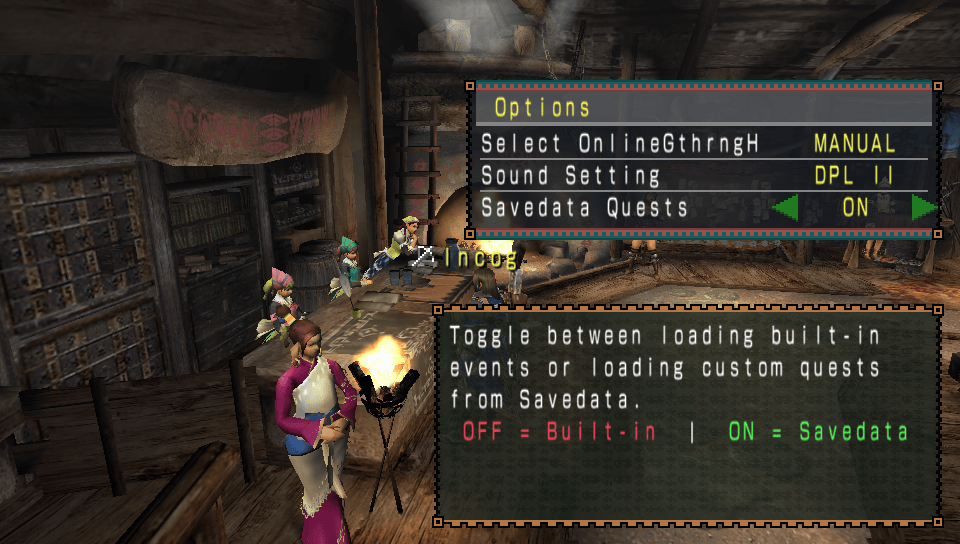 Options
Select OnlineGthrngH MANUAL
Sound Setting DPL II
Savedata Quests ON
Incog
Toggle between loading built-in
events or loading custom quests
from Savedata.
OFF = Built-in | ON = Savedata